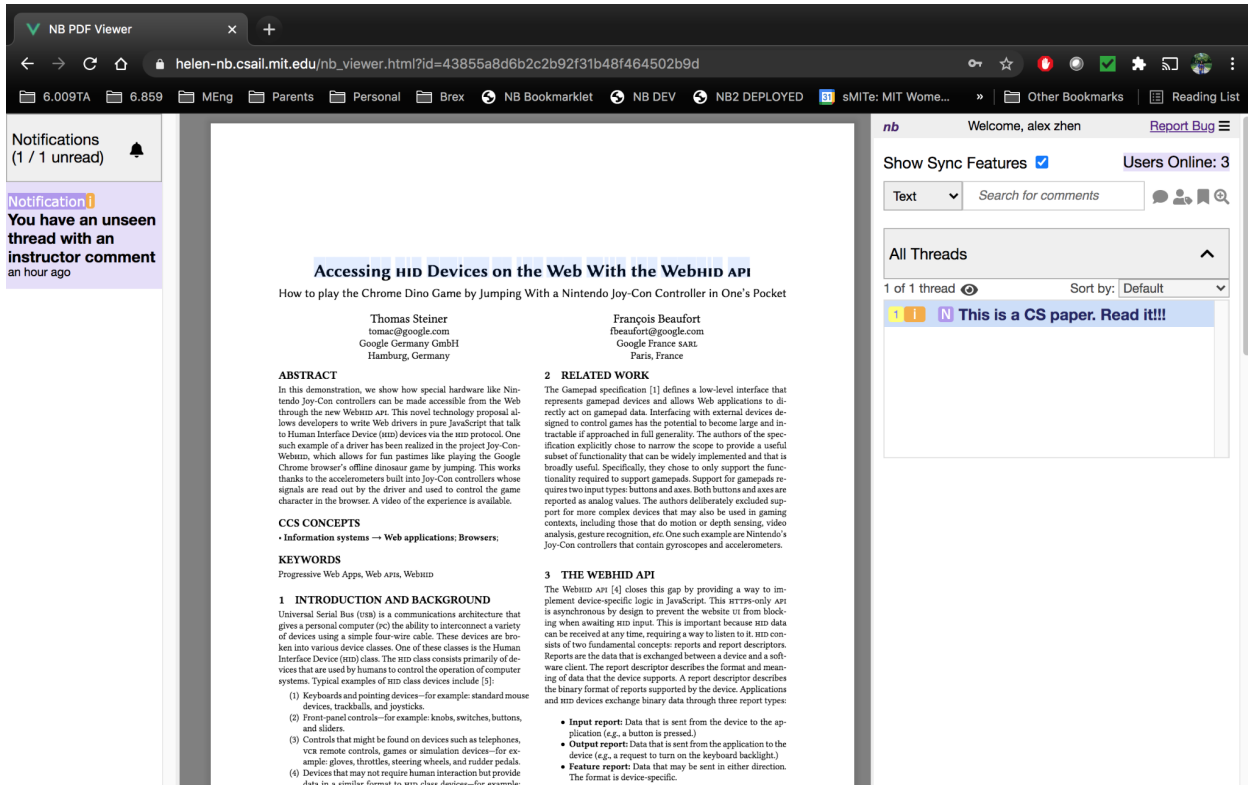 NB PDF Viewer
helen-nb.csail.mit.edu/nb_viewer.html?id=43855a8d6b2c2b92f31b48f464502b9d
6.009TA 6.859 MEng Parents Personal Brex NB Bookmarklet NB DEV NB2 DEPLOYED 31 sMITe: MIT Wome... » Other Bookmarks Reading List
Notifications
(1 / 1 unread)
Notification i
You have an unseen
thread with an
instructor comment
an hour ago
Accessing HID Devices on the Web With the WebHID API
How to play the Chrome Dino Game by Jumping With a Nintendo Joy-Con Controller in One's Pocket
Thomas Steiner
tomac@google.com
Google Germany GmbH
Hamburg, Germany
François Beaufort
fbeaufort@google.com
Google France SARL
Paris, France
ABSTRACT
In this demonstration, we show how special hardware like Nin-
tendo Joy-Con controllers can be made accessible from the Web
through the new WebHID API. This novel technology proposal al-
lows developers to write Web drivers in pure JavaScript that talk
to Human Interface Device (HID) devices via the HID protocol. One
such example of a driver has been realized in the project Joy-Con-
WebHID, which allows for fun pastimes like playing the Google
Chrome browser's offline dinosaur game by jumping. This works
thanks to the accelerometers built into Joy-Con controllers whose
signals are read out by the driver and used to control the game
character in the browser. A video of the experience is available.
CCS CONCEPTS
• Information systems → Web applications; Browsers;
KEYWORDS
Progressive Web Apps, Web APIs, WebHID
1 INTRODUCTION AND BACKGROUND
Universal Serial Bus (USB) is a communications architecture that
gives a personal computer (PC) the ability to interconnect a variety
of devices using a simple four-wire cable. These devices are bro-
ken into various device classes. One of these classes is the Human
Interface Device (HID) class. The HID class consists primarily of de-
vices that are used by humans to control the operation of computer
systems. Typical examples of HID class devices include [5]:
(1) Keyboards and pointing devices—for example: standard mouse
devices, trackballs, and joysticks.
(2) Front-panel controls—for example: knobs, switches, buttons,
and sliders.
(3) Controls that might be found on devices such as telephones,
VCR remote controls, games or simulation devices—for ex-
ample: gloves, throttles, steering wheels, and rudder pedals.
(4) Devices that may not require human interaction but provide
data in a similar format to HID class devices—for example:
2 RELATED WORK
The Gamepad specification [1] defines a low-level interface that
represents gamepad devices and allows Web applications to di-
rectly act on gamepad data. Interfacing with external devices de-
signed to control games has the potential to become large and in-
tractable if approached in full generality. The authors of the spec-
ification explicitly chose to narrow the scope to provide a useful
subset of functionality that can be widely implemented and that is
broadly useful. Specifically, they chose to only support the func-
tionality required to support gamepads. Support for gamepads re-
quires two input types: buttons and axes. Both buttons and axes are
reported as analog values. The authors deliberately excluded sup-
port for more complex devices that may also be used in gaming
contexts, including those that do motion or depth sensing, video
analysis, gesture recognition, etc. One such example are Nintendo's
Joy-Con controllers that contain gyroscopes and accelerometers.
3 THE WEBHID API
The WebHID API [4] closes this gap by providing a way to im-
plement device-specific logic in JavaScript. This HTTPS-only API
is asynchronous by design to prevent the website UI from block-
ing when awaiting HID input. This is important because HID data
can be received at any time, requiring a way to listen to it. HID con-
sists of two fundamental concepts: reports and report descriptors.
Reports are the data that is exchanged between a device and a soft-
ware client. The report descriptor describes the format and mean-
ing of data that the device supports. A report descriptor describes
the binary format of reports supported by the device. Applications
and HID devices exchange binary data through three report types:
• Input report: Data that is sent from the device to the ap-
plication (e.g., a button is pressed.)
• Output report: Data that is sent from the application to the
device (e.g., a request to turn on the keyboard backlight.)
• Feature report: Data that may be sent in either direction.
The format is device-specific.
nb Welcome, alex zhen Report Bug
Show Sync Features Users Online: 3
Text Search for comments
All Threads
1 of 1 thread Sort by: Default
1 i N This is a CS paper. Read it!!!